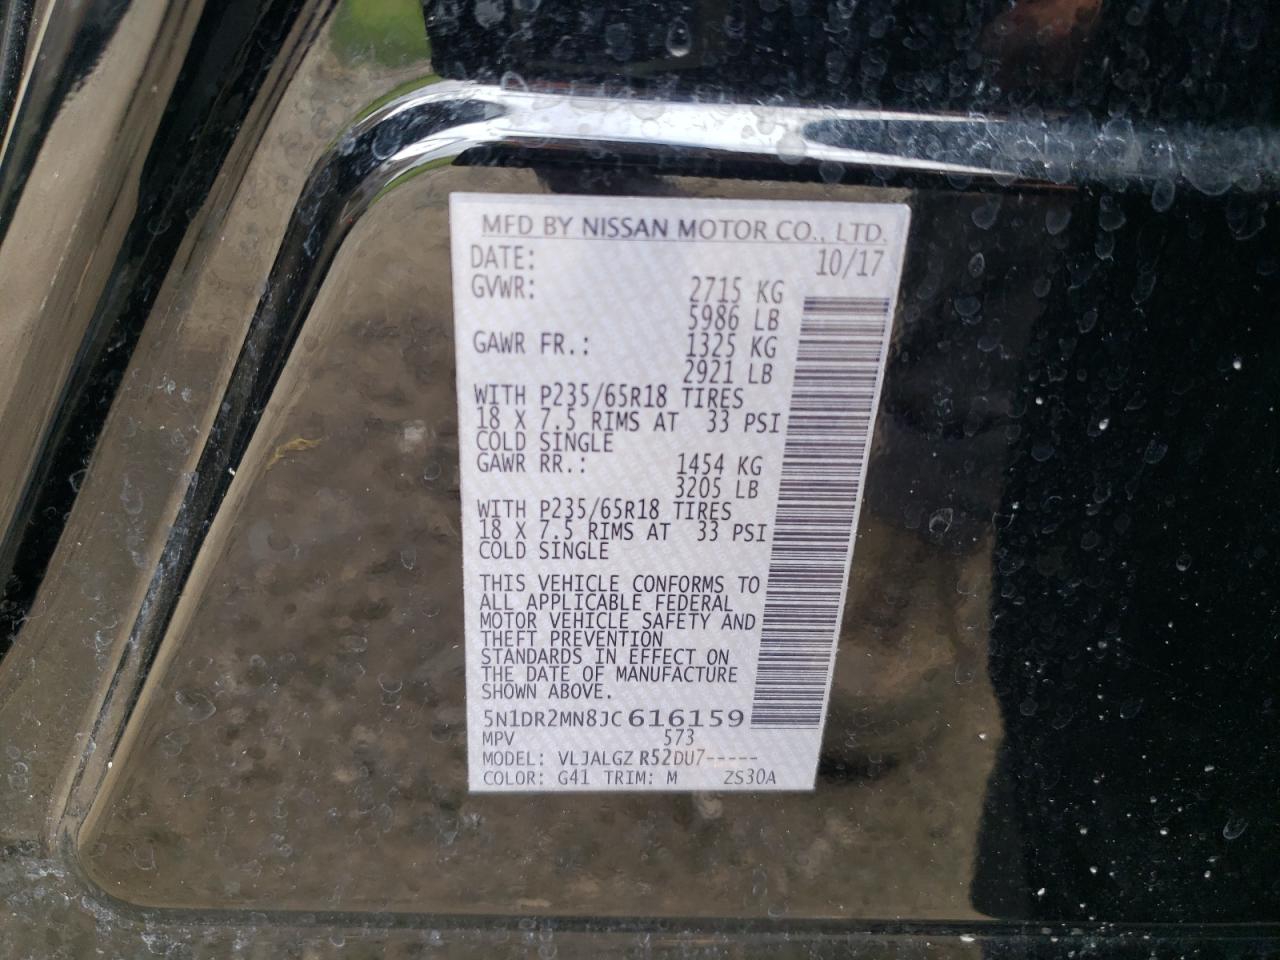 MFD BY NISSAN MOTOR CO., LTD.
DATE: 10/17
GVWR: 2715 KG
5986 LB
GAWR FR.: 1325 KG
2921 LB
WITH P235/65R18 TIRES
18 X 7.5 RIMS AT 33 PSI
COLD SINGLE
GAWR RR.: 1454 KG
3205 LB
WITH P235/65R18 TIRES
18 X 7.5 RIMS AT 33 PSI
COLD SINGLE
THIS VEHICLE CONFORMS TO
ALL APPLICABLE FEDERAL
MOTOR VEHICLE SAFETY AND
THEFT PREVENTION
STANDARDS IN EFFECT ON
THE DATE OF MANUFACTURE
SHOWN ABOVE.
5N1DR2MN8JC616159
MPV 573
MODEL: VLJALGZ R52DU7-----
COLOR: G41 TRIM: M ZS30A